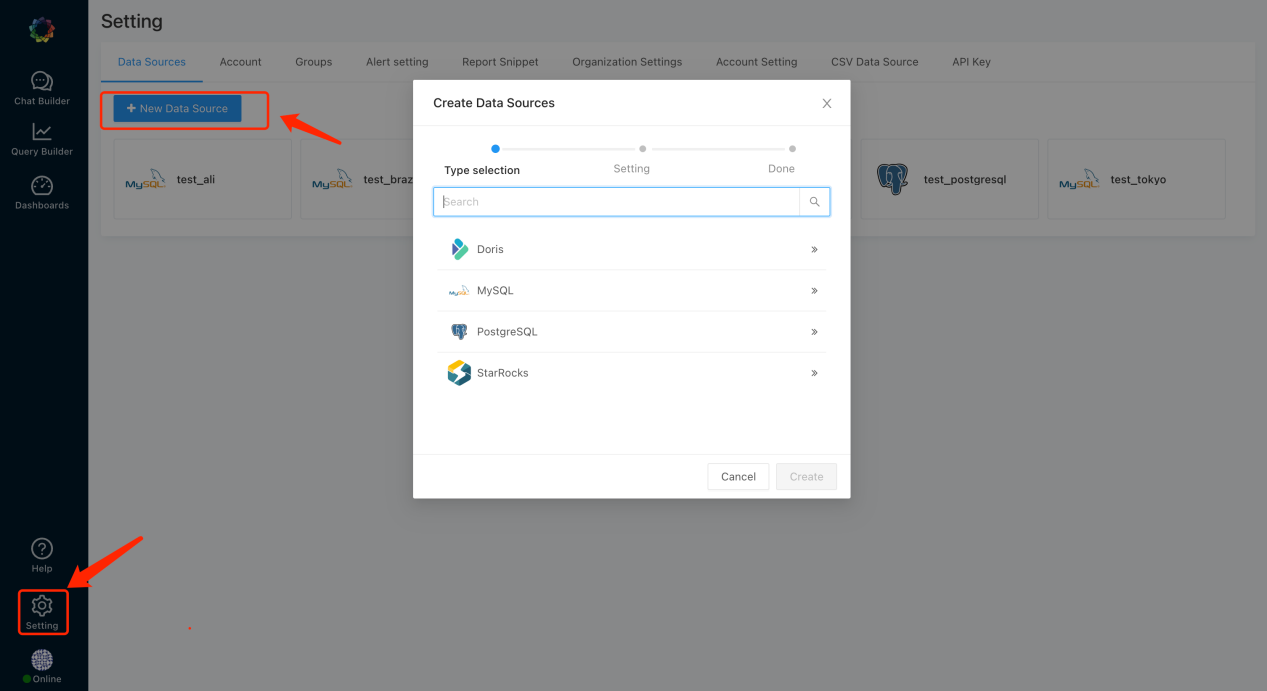 Setting
Chat Builder
Query Builder
Dashboards
Help
Setting
Online
Data Sources
Account
Groups
Alert setting
Report Snippet
Organization Settings
Account Setting
CSV Data Source
API Key
+ New Data Source
MySQL
test_ali
MySQL
test_braz
test_postgresql
MySQL
test_tokyo
Create Data Sources
Type selection
Setting
Done
Search
Doris
MySQL
MySQL
PostgreSQL
StarRocks
Cancel
Create